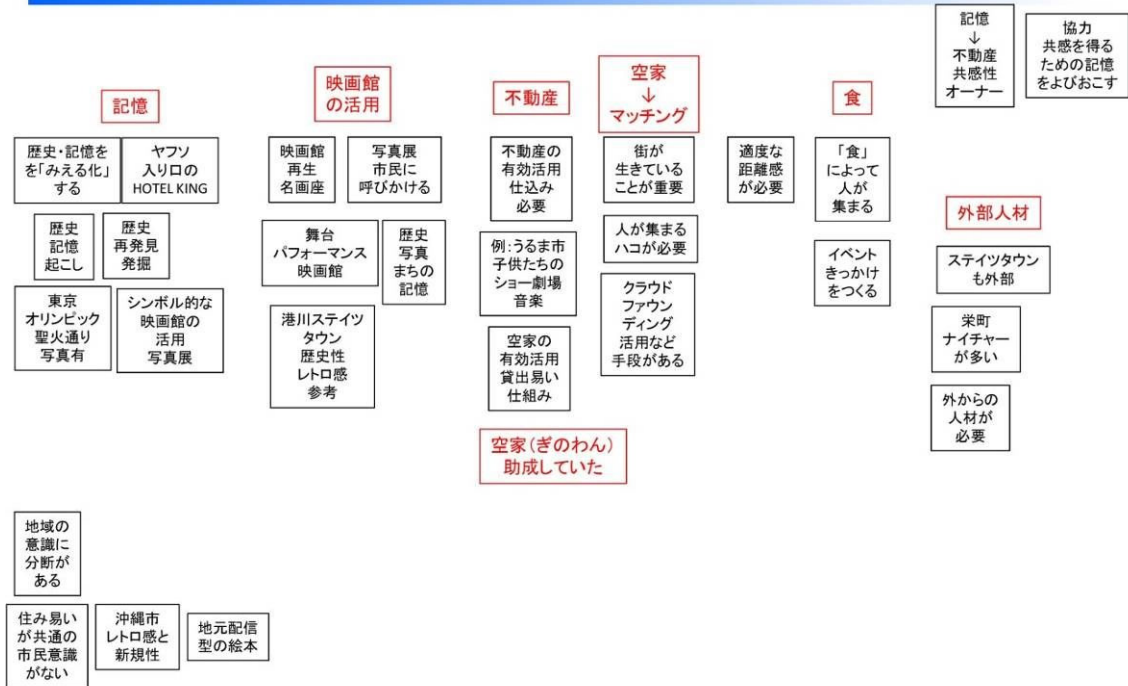 記憶
↓
不動産
共感性
オーナー
協力
共感を得る
ための記憶
をよびおこす
記憶
歴史・記憶を
を「みえる化」
する
ヤフソ
入り口の
HOTEL KING
歴史
記憶
起こし
歴史
再発見
発掘
東京
オリンピック
聖火通り
写真有
シンボル的な
映画館の
活用
写真展
映画館
の活用
映画館
再生
名画座
写真展
市民に
呼びかける
舞台
パフォーマンス
映画館
歴史
写真
まちの
記憶
港川ステイツ
タウン
歴史性
レトロ感
参考
不動産
不動産の
有効活用
仕込み
必要
例:うるま市
子供たちの
ショー劇場
音楽
空家の
有効活用
貸出易い
仕組み
空家(ぎのわん)
助成していた
空家
↓
マッチング
街が
生きている
ことが重要
人が集まる
ハコが必要
クラウド
ファウン
ディング
活用など
手段がある
適度な
距離感
が必要
食
「食」
によって
人が
集まる
イベント
きっかけ
をつくる
外部人材
ステイツタウン
も外部
栄町
ナイチャー
が多い
外からの
人材が
必要
地域の
意識に
分断が
ある
住み易い
が共通の
市民意識
がない
沖縄市
レトロ感と
新規性
地元配信
型の絵本